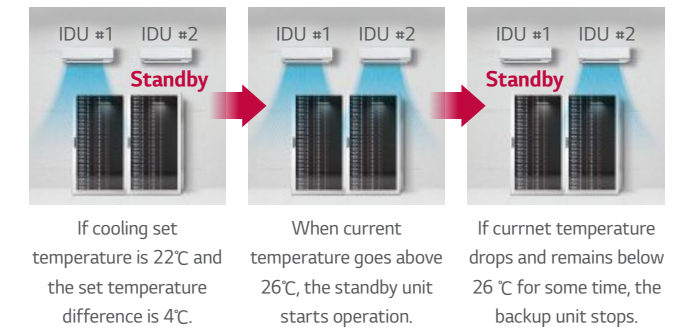 IDU #1 IDU #2
Standby
IDU #1 IDU #2
IDU #1 IDU #2
Standby
If cooling set
temperature is 22℃ and
the set temperature
difference is 4℃.
When current
temperature goes above
26℃, the standby unit
starts operation.
If currnet temperature
drops and remains below
26 ℃ for some time, the
backup unit stops.